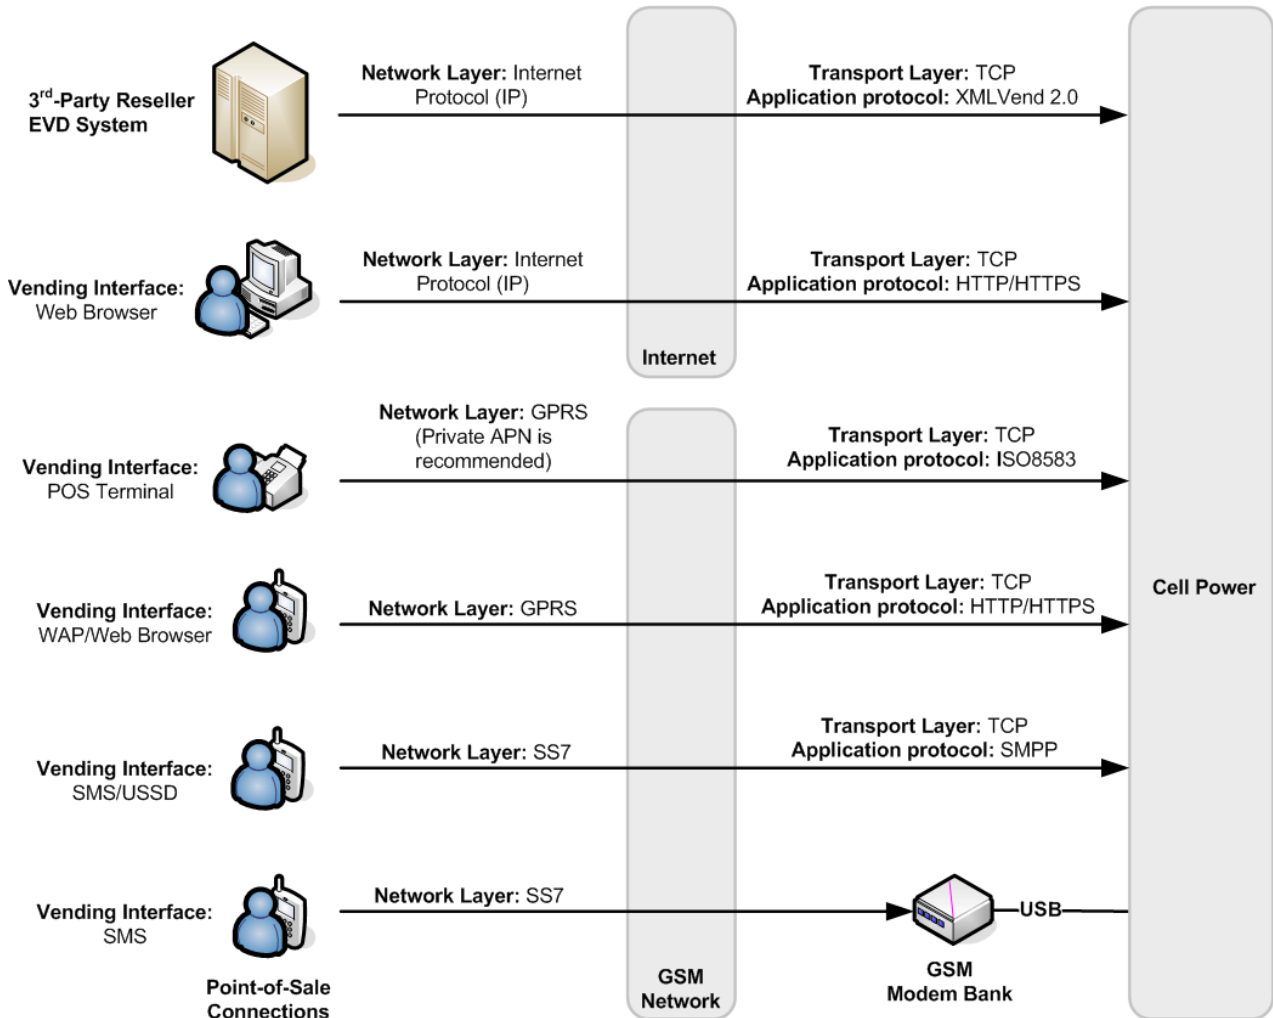 3rd-Party Reseller
EVD System
Network Layer: Internet
Protocol (IP)
Transport Layer: TCP
Application protocol: XMLVend 2.0
Vending Interface:
Web Browser
Network Layer: Internet
Protocol (IP)
Transport Layer: TCP
Application protocol: HTTP/HTTPS
Internet
Vending Interface:
POS Terminal
Network Layer: GPRS
(Private APN is
recommended)
Transport Layer: TCP
Application protocol: ISO8583
Vending Interface:
WAP/Web Browser
Network Layer: GPRS
Transport Layer: TCP
Application protocol: HTTP/HTTPS
Cell Power
Vending Interface:
SMS/USSD
Network Layer: SS7
Transport Layer: TCP
Application protocol: SMPP
Vending Interface:
SMS
Network Layer: SS7
USB
Point-of-Sale
Connections
GSM
Network
GSM
Modem Bank